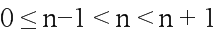 0 ≤ n−1 < n < n + 1